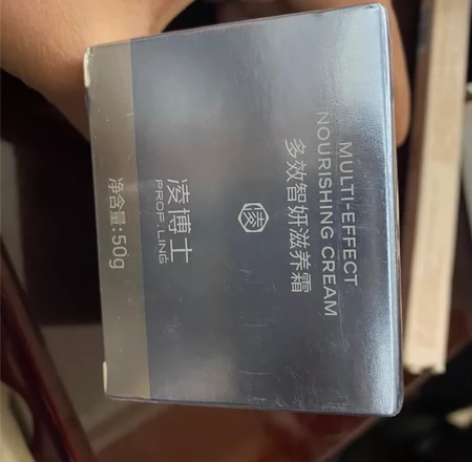 MULTI-EFFECT
NOURISHING CREAM
多效智妍滋养霜
凌
凌博士
PROF.LING
净含量:50g